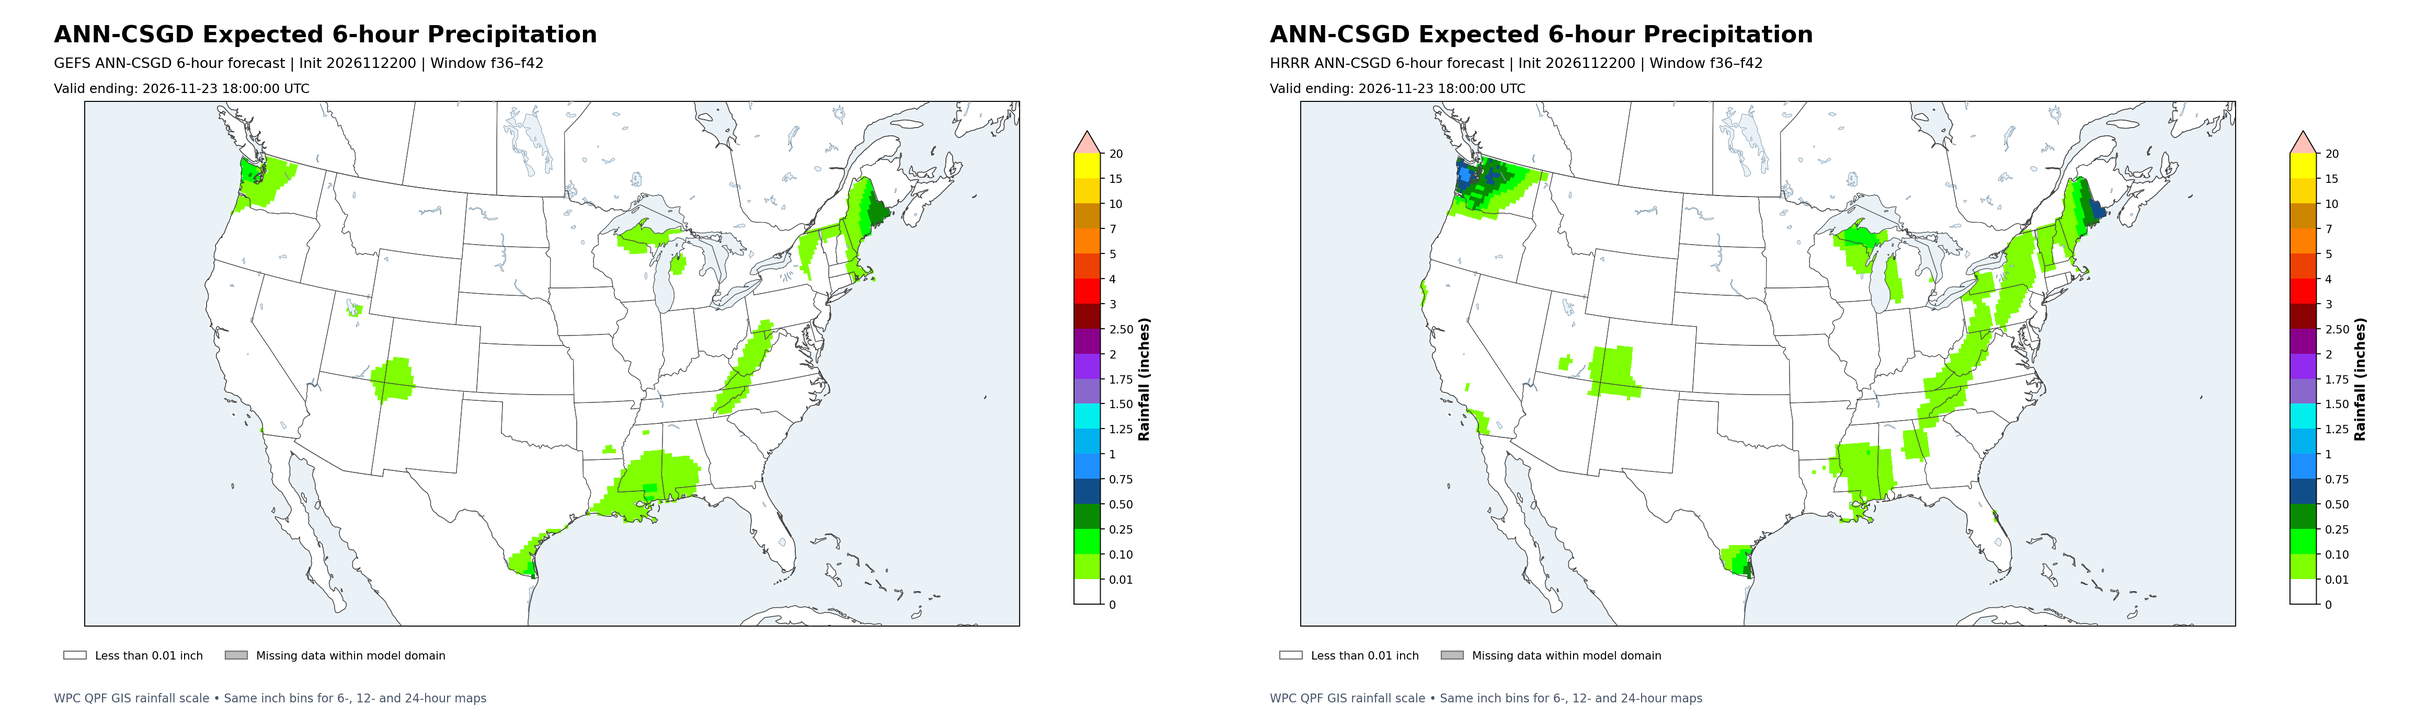 ANN-CSGD Expected 6-hour Precipitation
GEFS ANN-CSGD 6-hour forecast | Init 2026112200 | Window f36–f42
Valid ending: 2026-11-23 18:00:00 UTC
20
15
10
7
5
4
3
2.50
2
1.75
1.50
1.25
1
0.75
0.50
0.25
0.10
0.01
0
Rainfall (inches)
Less than 0.01 inch
Missing data within model domain
WPC QPF GIS rainfall scale • Same inch bins for 6-, 12- and 24-hour maps
ANN-CSGD Expected 6-hour Precipitation
HRRR ANN-CSGD 6-hour forecast | Init 2026112200 | Window f36–f42
Valid ending: 2026-11-23 18:00:00 UTC
20
15
10
7
5
4
3
2.50
2
1.75
1.50
1.25
1
0.75
0.50
0.25
0.10
0.01
0
Rainfall (inches)
Less than 0.01 inch
Missing data within model domain
WPC QPF GIS rainfall scale • Same inch bins for 6-, 12- and 24-hour maps